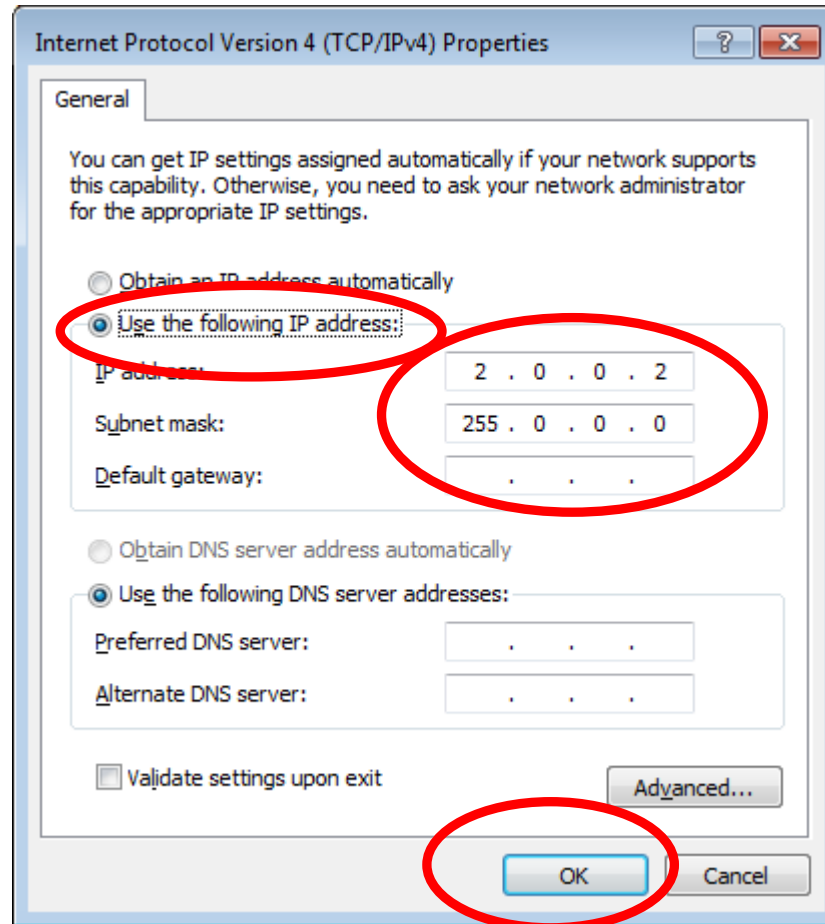 Internet Protocol Version 4 (TCP/IPv4) Properties
?
General
You can get IP settings assigned automatically if your network supports
this capability. Otherwise, you need to ask your network administrator
for the appropriate IP settings.
Obtain an IP address automatically
Use the following IP address:
IP address: 2 . 0 . 0 . 2
Subnet mask: 255 . 0 . 0 . 0
Default gateway: . . .
Obtain DNS server address automatically
Use the following DNS server addresses:
Preferred DNS server: . . .
Alternate DNS server: . . .
Validate settings upon exit
Advanced...
OK Cancel